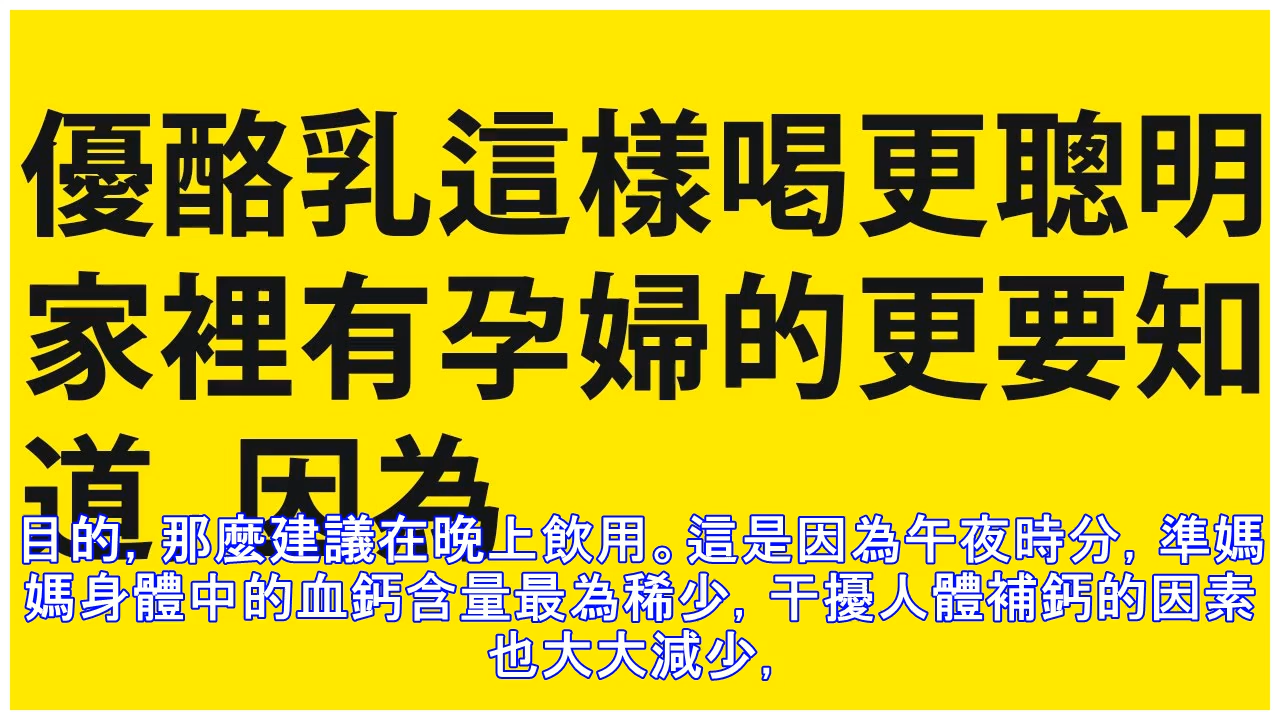 優酪乳這樣喝更聰明
家裡有孕婦的更要知
道 因為
目的, 那麼建議在晚上飲用。這是因為午夜時分, 準媽
媽身體中的血鈣含量最為稀少, 干擾人體補鈣的因素
也大大減少,